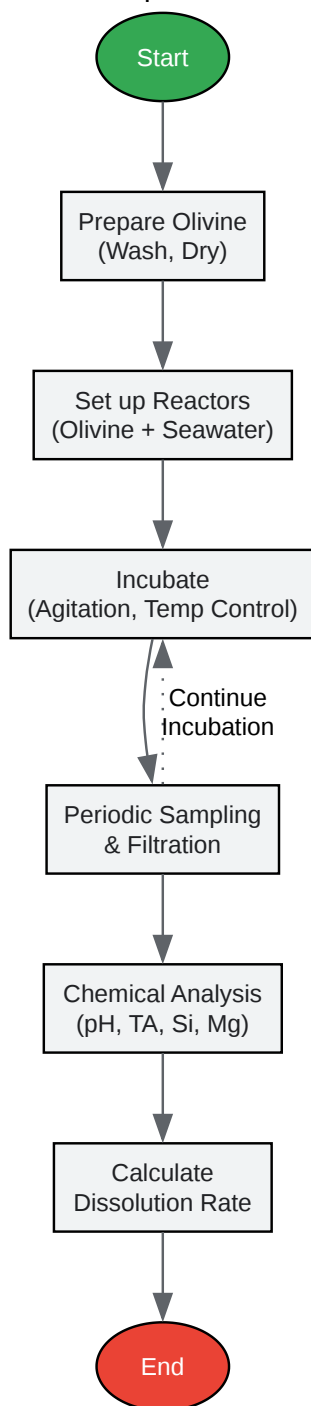 Start
Prepare Olivine
(Wash, Dry)
Set up Reactors
(Olivine + Seawater)
Incubate
(Agitation, Temp Control)
Continue
Incubation
Periodic Sampling
& Filtration
Chemical Analysis
(pH, TA, Si, Mg)
Calculate
Dissolution Rate
End